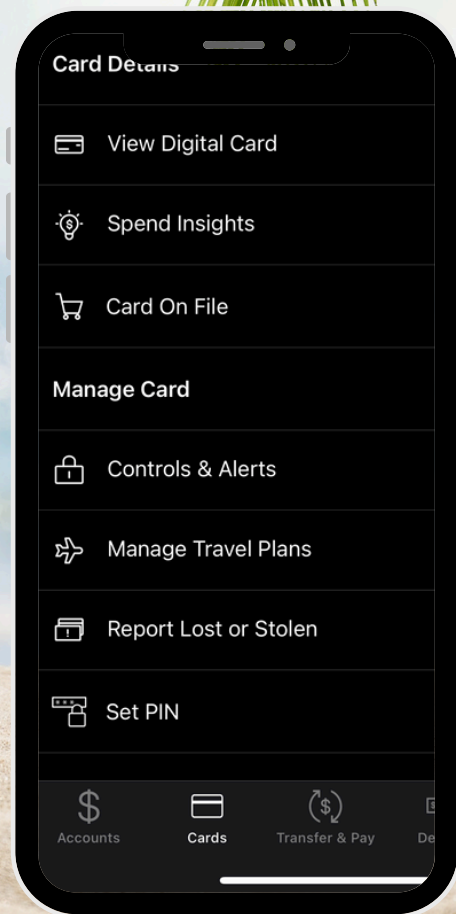 Card Details
View Digital Card
Spend Insights
Card On File
Manage Card
Controls & Alerts
Manage Travel Plans
Report Lost or Stolen
Set PIN
Accounts
Cards
Transfer & Pay
De